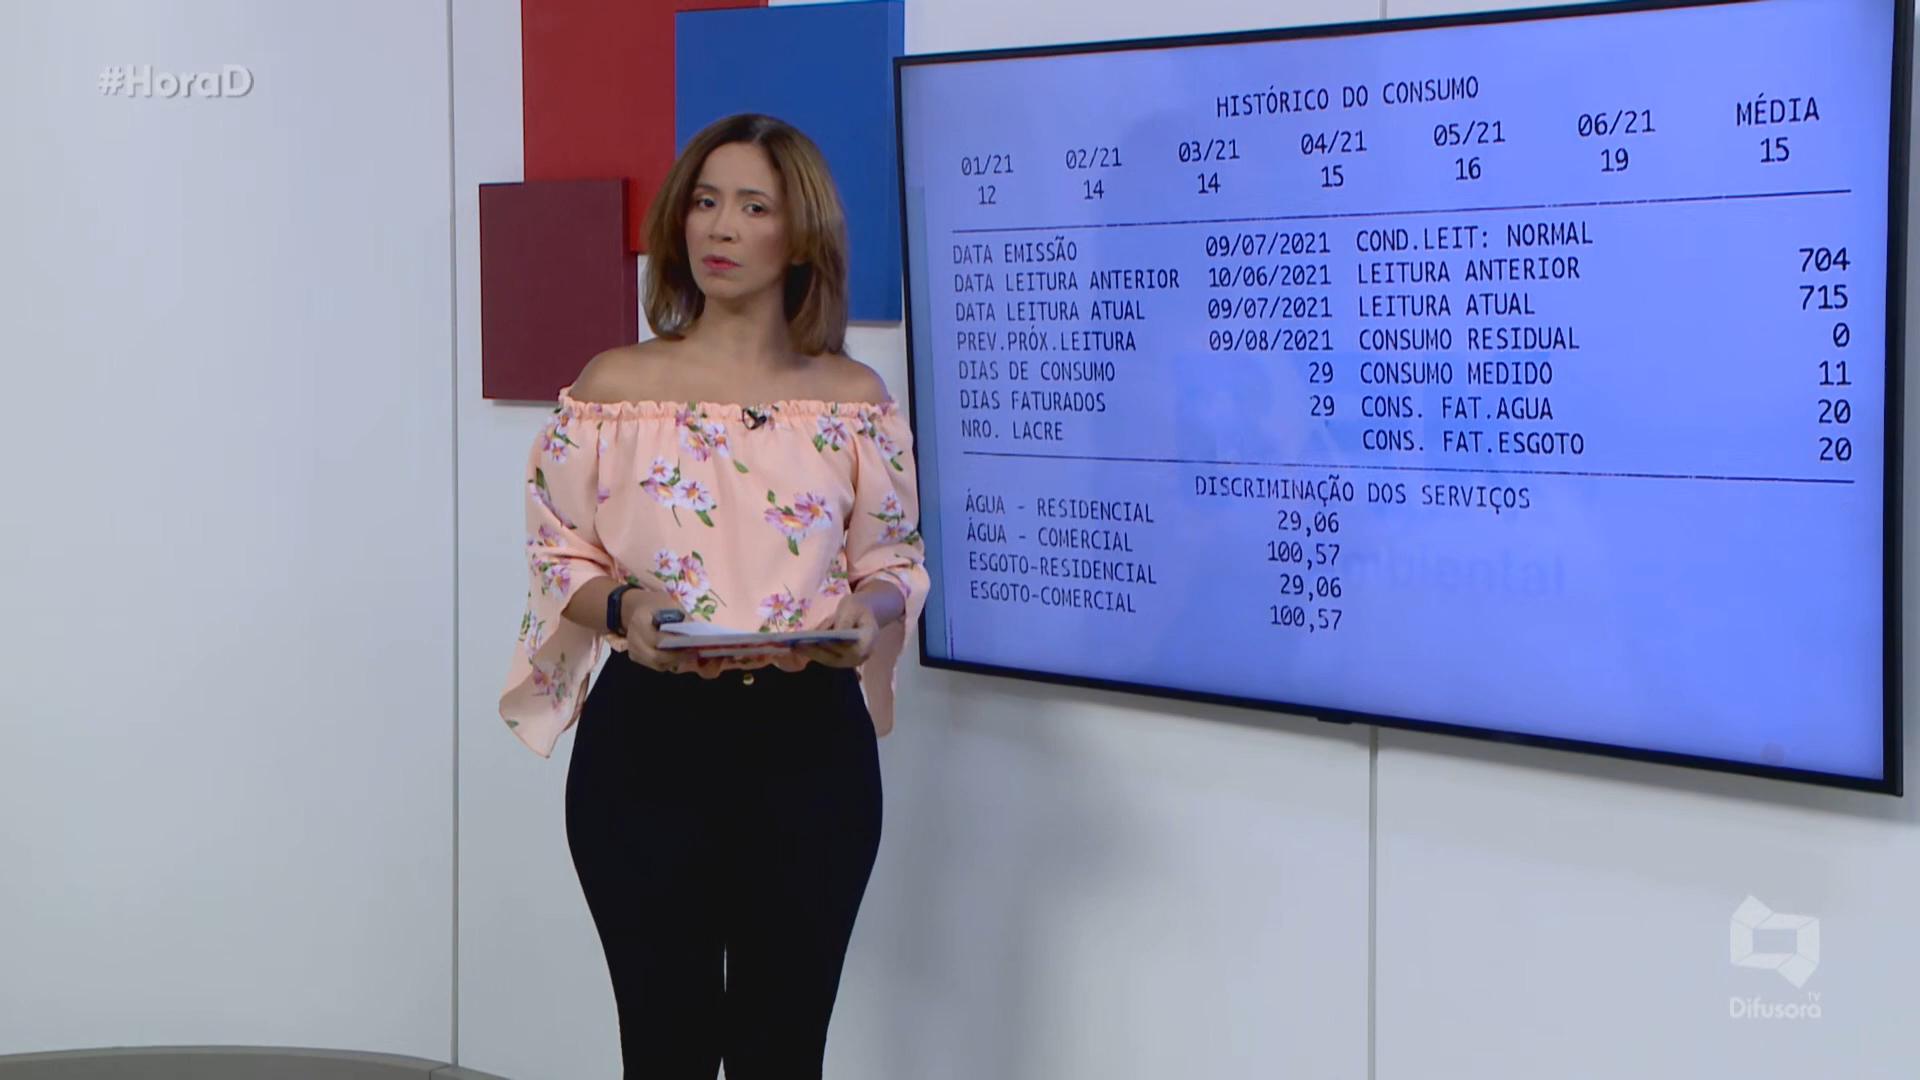 #HoraD
HISTÓRICO DO CONSUMO
01/21 02/21 03/21 04/21 05/21 06/21 MÉDIA
12 14 14 15 16 19 15
DATA EMISSÃO 09/07/2021 COND.LEIT: NORMAL
DATA LEITURA ANTERIOR 10/06/2021 LEITURA ANTERIOR 704
DATA LEITURA ATUAL 09/07/2021 LEITURA ATUAL 715
PREV.PRÓX.LEITURA 09/08/2021 CONSUMO RESIDUAL 0
DIAS DE CONSUMO 29 CONSUMO MEDIDO 11
DIAS FATURADOS 29 CONS. FAT.AGUA 20
NRO. LACRE CONS. FAT.ESGOTO 20
DISCRIMINAÇÃO DOS SERVIÇOS
ÁGUA - RESIDENCIAL 29,06
ÁGUA - COMERCIAL 100,57
ESGOTO-RESIDENCIAL 29,06
ESGOTO-COMERCIAL 100,57
TV
Difusora